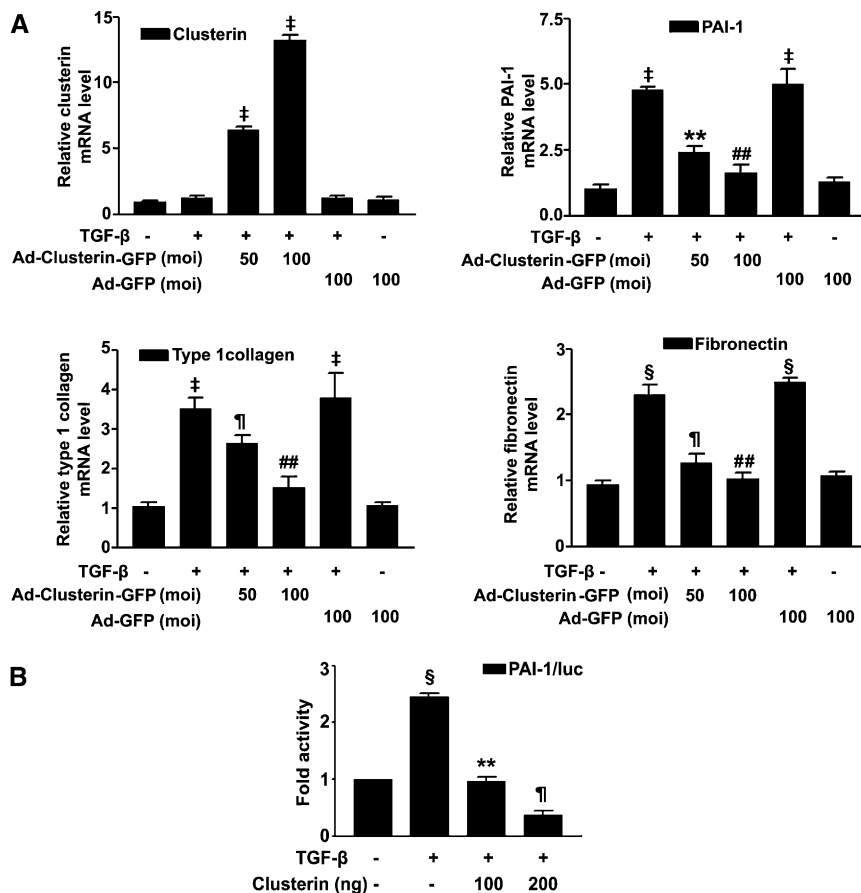 A
Relative clusterin
mRNA level
15
10
5
0
Clusterin
‡
‡
TGF-β - + + + + -
Ad-Clusterin-GFP (moi) 50 100
Ad-GFP (moi) 100 100
Relative PAI-1
mRNA level
7.5
5.0
2.5
0.0
PAI-1
‡
**
##
‡
TGF-β - + + + + -
Ad-Clusterin-GFP (moi) 50 100
Ad-GFP (moi) 100 100
Relative type 1 collagen
mRNA level
5
4
3
2
1
0
Type 1collagen
‡
¶
##
‡
TGF-β - + + + + -
Ad-Clusterin-GFP (moi) 50 100
Ad-GFP (moi) 100 100
Relative fibronectin
mRNA level
3
2
1
0
Fibronectin
§
¶
##
§
TGF-β - + + + + -
Ad-Clusterin-GFP (moi) 50 100
Ad-GFP (moi) 100 100
B
Fold activity
3
2
1
0
PAI-1/luc
§
**
¶
TGF-β - + + +
Clusterin (ng) - - 100 200